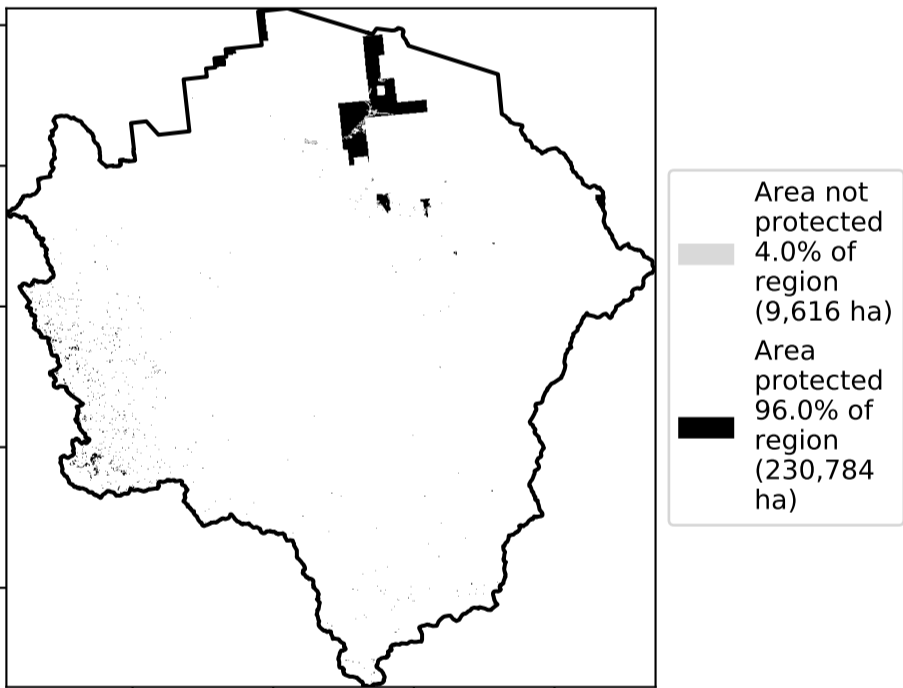 Area not
protected
4.0% of
region
(9,616 ha)
Area
protected
96.0% of
region
(230,784
ha)